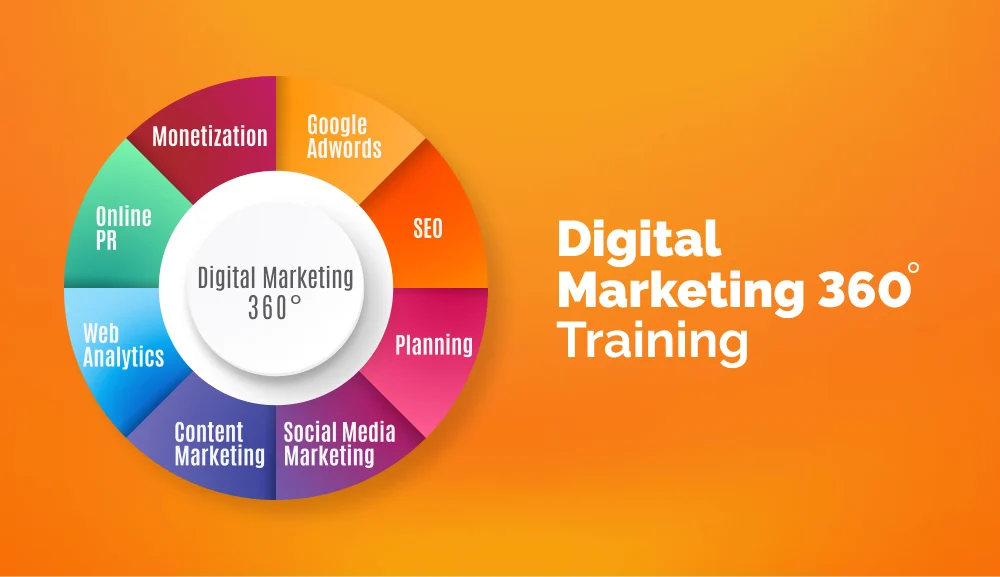 Monetization
Google
Adwords
SEO
Planning
Social Media
Marketing
Content
Marketing
Web
Analytics
Online
PR
Digital Marketing
360°
Digital
Marketing 360°
Training